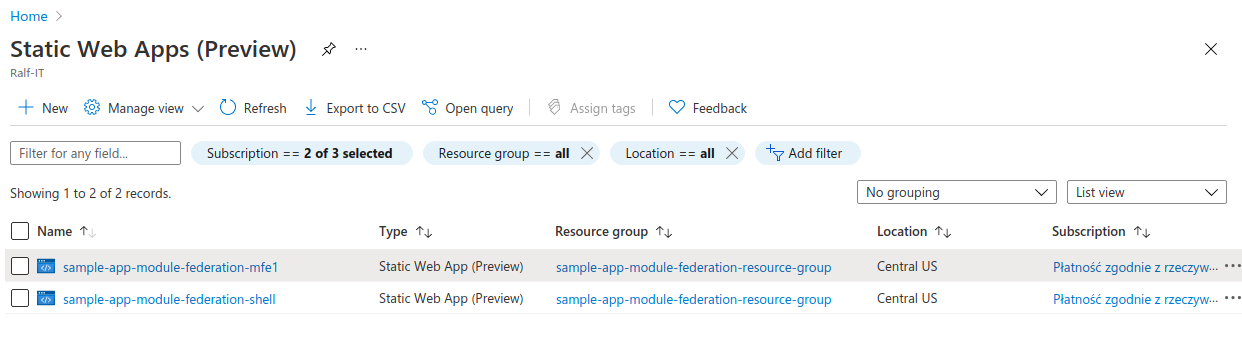 Home
Static Web Apps (Preview) ...
Ralf-IT
New Manage view Refresh Export to CSV Open query Assign tags Feedback
Filter for any field... Subscription == 2 of 3 selected Resource group == all Location == all Add filter
Showing 1 to 2 of 2 records. No grouping List view
Name Type Resource group Location Subscription
sample-app-module-federation-mfe1 Static Web App (Preview) sample-app-module-federation-resource-group Central US Płatność zgodnie z rzeczyw... ...
sample-app-module-federation-shell Static Web App (Preview) sample-app-module-federation-resource-group Central US Płatność zgodnie z rzeczyw... ...